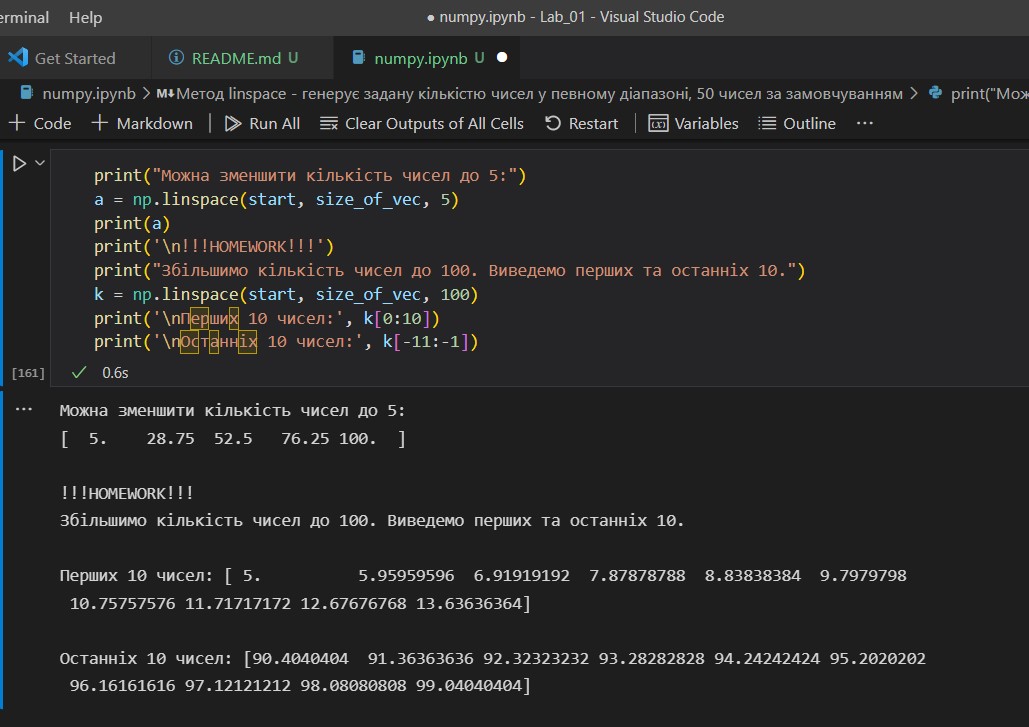 erminal Help ● numpy.ipynb - Lab_01 - Visual Studio Code
Get Started README.md U numpy.ipynb U ●
numpy.ipynb > M↓Метод linspace - генерує задану кількістю чисел у певному діапазоні, 50 чисел за замовчуванням > print("Мож
+ Code + Markdown | Run All Clear Outputs of All Cells Restart | Variables Outline ...
print("Можна зменшити кількість чисел до 5:")
a = np.linspace(start, size_of_vec, 5)
print(a)
print('\n!!!HOMEWORK!!!')
print("Збільшимо кількість чисел до 100. Виведемо перших та останніх 10.")
k = np.linspace(start, size_of_vec, 100)
print('\nПерших 10 чисел:', k[0:10])
print('\nОстанніх 10 чисел:', k[-11:-1])
[161] ✓ 0.6s
... Можна зменшити кількість чисел до 5:
[  5.    28.75  52.5   76.25 100.  ]
!!!HOMEWORK!!!
Збільшимо кількість чисел до 100. Виведемо перших та останніх 10.
Перших 10 чисел: [ 5.          5.95959596  6.91919192  7.87878788  8.83838384  9.7979798
10.75757576 11.71717172 12.67676768 13.63636364]
Останніх 10 чисел: [90.4040404  91.36363636 92.32323232 93.28282828 94.24242424 95.2020202
96.16161616 97.12121212 98.08080808 99.04040404]